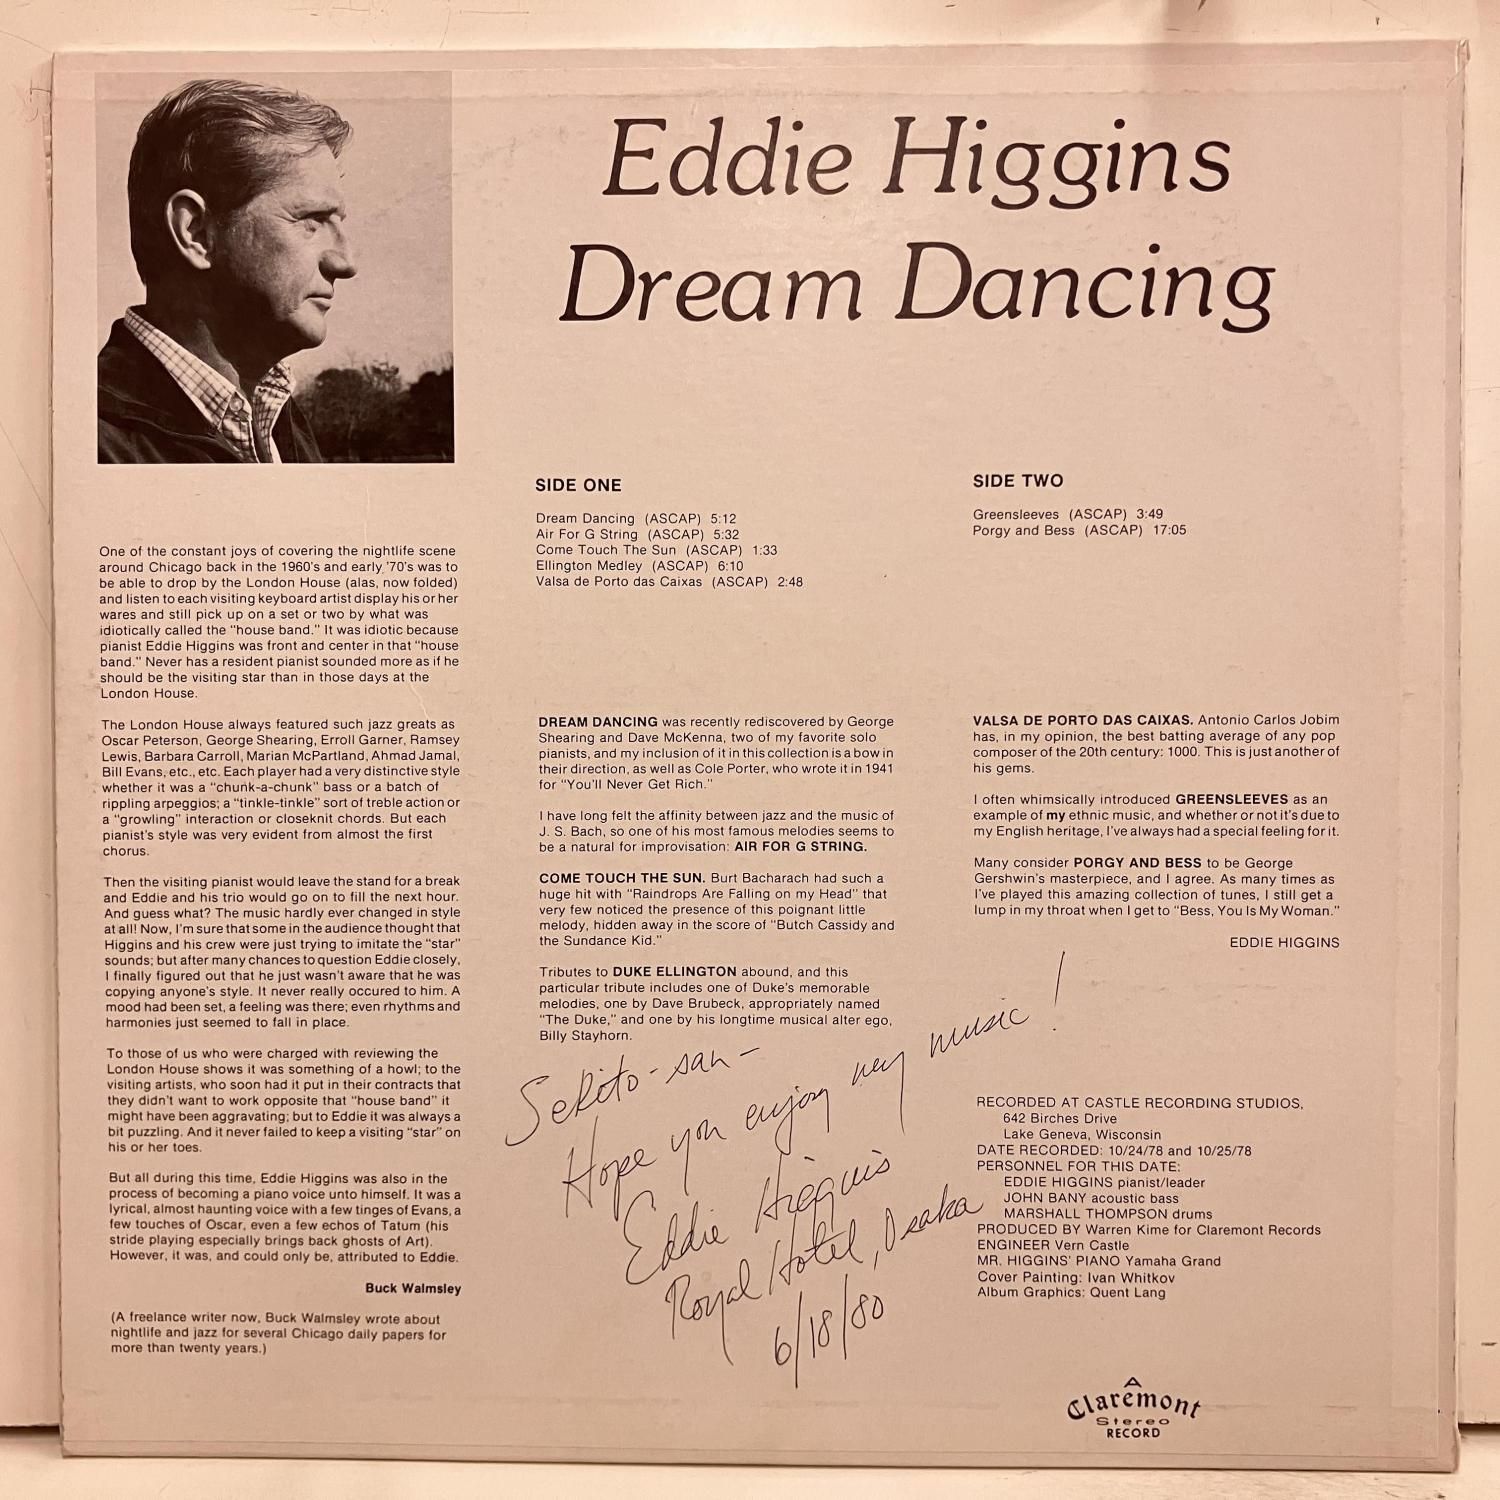 Eddie Higgins
Dream Dancing
SIDE ONE
Dream Dancing (ASCAP) 5:12
Air For G String (ASCAP) 5:32
Come Touch The Sun (ASCAP) 1:33
Ellington Medley (ASCAP) 6:10
Valsa de Porto das Caixas (ASCAP) 2:48
SIDE TWO
Greensleeves (ASCAP) 3:49
Porgy and Bess (ASCAP) 17:05
One of the constant joys of covering the nightlife scene
around Chicago back in the 1960's and early '70's was to
be able to drop by the London House (alas, now folded)
and listen to each visiting keyboard artist display his or her
wares and still pick up on a set or two by what was
idiotically called the "house band." It was idiotic because
pianist Eddie Higgins was front and center in that "house
band." Never has a resident pianist sounded more as if he
should be the visiting star than in those days at the
London House.
The London House always featured such jazz greats as
Oscar Peterson, George Shearing, Erroll Garner, Ramsey
Lewis, Barbara Carroll, Marian McPartland, Ahmad Jamal,
Bill Evans, etc., etc. Each player had a very distinctive style
whether it was a "chunk-a-chunk" bass or a batch of
rippling arpeggios; a "tinkle-tinkle" sort of treble action or
a "growling" interaction or closeknit chords. But each
pianist's style was very evident from almost the first
chorus.
Then the visiting pianist would leave the stand for a break
and Eddie and his trio would go on to fill the next hour.
And guess what? The music hardly ever changed in style
at all! Now, I'm sure that some in the audience thought that
Higgins and his crew were just trying to imitate the "star"
sounds; but after many chances to question Eddie closely,
I finally figured out that he just wasn't aware that he was
copying anyone's style. It never really occured to him. A
mood had been set, a feeling was there; even rhythms and
harmonies just seemed to fall in place.
To those of us who were charged with reviewing the
London House shows it was something of a howl; to the
visiting artists, who soon had it put in their contracts that
they didn't want to work opposite that "house band" it
might have been aggravating; but to Eddie it was always a
bit puzzling. And it never failed to keep a visiting "star" on
his or her toes.
But all during this time, Eddie Higgins was also in the
process of becoming a piano voice unto himself. It was a
lyrical, almost haunting voice with a few tinges of Evans, a
few touches of Oscar, even a few echos of Tatum (his
stride playing especially brings back ghosts of Art).
However, it was, and could only be, attributed to Eddie.
Buck Walmsley
(A freelance writer now, Buck Walmsley wrote about
nightlife and jazz for several Chicago daily papers for
more than twenty years.)
DREAM DANCING was recently rediscovered by George
Shearing and Dave McKenna, two of my favorite solo
pianists, and my inclusion of it in this collection is a bow in
their direction, as well as Cole Porter, who wrote it in 1941
for "You'll Never Get Rich."
I have long felt the affinity between jazz and the music of
J. S. Bach, so one of his most famous melodies seems to
be a natural for improvisation: AIR FOR G STRING.
COME TOUCH THE SUN. Burt Bacharach had such a
huge hit with "Raindrops Are Falling on my Head" that
very few noticed the presence of this poignant little
melody, hidden away in the score of "Butch Cassidy and
the Sundance Kid."
Tributes to DUKE ELLINGTON abound, and this
particular tribute includes one of Duke's memorable
melodies, one by Dave Brubeck, appropriately named
"The Duke," and one by his longtime musical alter ego,
Billy Stayhorn.
VALSA DE PORTO DAS CAIXAS. Antonio Carlos Jobim
has, in my opinion, the best batting average of any pop
composer of the 20th century: 1000. This is just another of
his gems.
I often whimsically introduced GREENSLEEVES as an
example of my ethnic music, and whether or not it's due to
my English heritage, I've always had a special feeling for it.
Many consider PORGY AND BESS to be George
Gershwin's masterpiece, and I agree. As many times as
I've played this amazing collection of tunes, I still get a
lump in my throat when I get to "Bess, You Is My Woman."
EDDIE HIGGINS
Sekito-san -
Hope you enjoy my music!
Eddie Higgins
Royal Hotel, Osaka
6/18/80
RECORDED AT CASTLE RECORDING STUDIOS,
642 Birches Drive
Lake Geneva, Wisconsin
DATE RECORDED: 10/24/78 and 10/25/78
PERSONNEL FOR THIS DATE:
EDDIE HIGGINS pianist/leader
JOHN BANY acoustic bass
MARSHALL THOMPSON drums
PRODUCED BY Warren Kime for Claremont Records
ENGINEER Vern Castle
MR. HIGGINS' PIANO Yamaha Grand
Cover Painting: Ivan Whitkov
Album Graphics: Quent Lang
A
Claremont
Stereo
RECORD